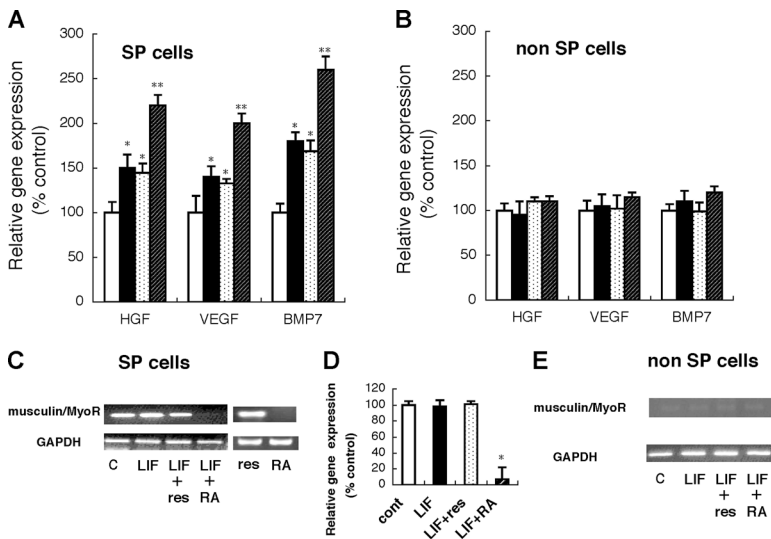 A
SP cells
Relative gene expression
(% control)
300
250
200
150
100
50
0
* * **
* * **
* * **
HGF VEGF BMP7
B
non SP cells
Relative gene expression
(% control)
300
250
200
150
100
50
0
HGF VEGF BMP7
C
SP cells
musculin/MyoR
GAPDH
C LIF LIF LIF res RA
+ +
res RA
D
Relative gene expression
(% control)
120
100
80
60
40
20
0
*
cont LIF LIF+res LIF+RA
E
non SP cells
musculin/MyoR
GAPDH
C LIF LIF LIF
+ +
res RA